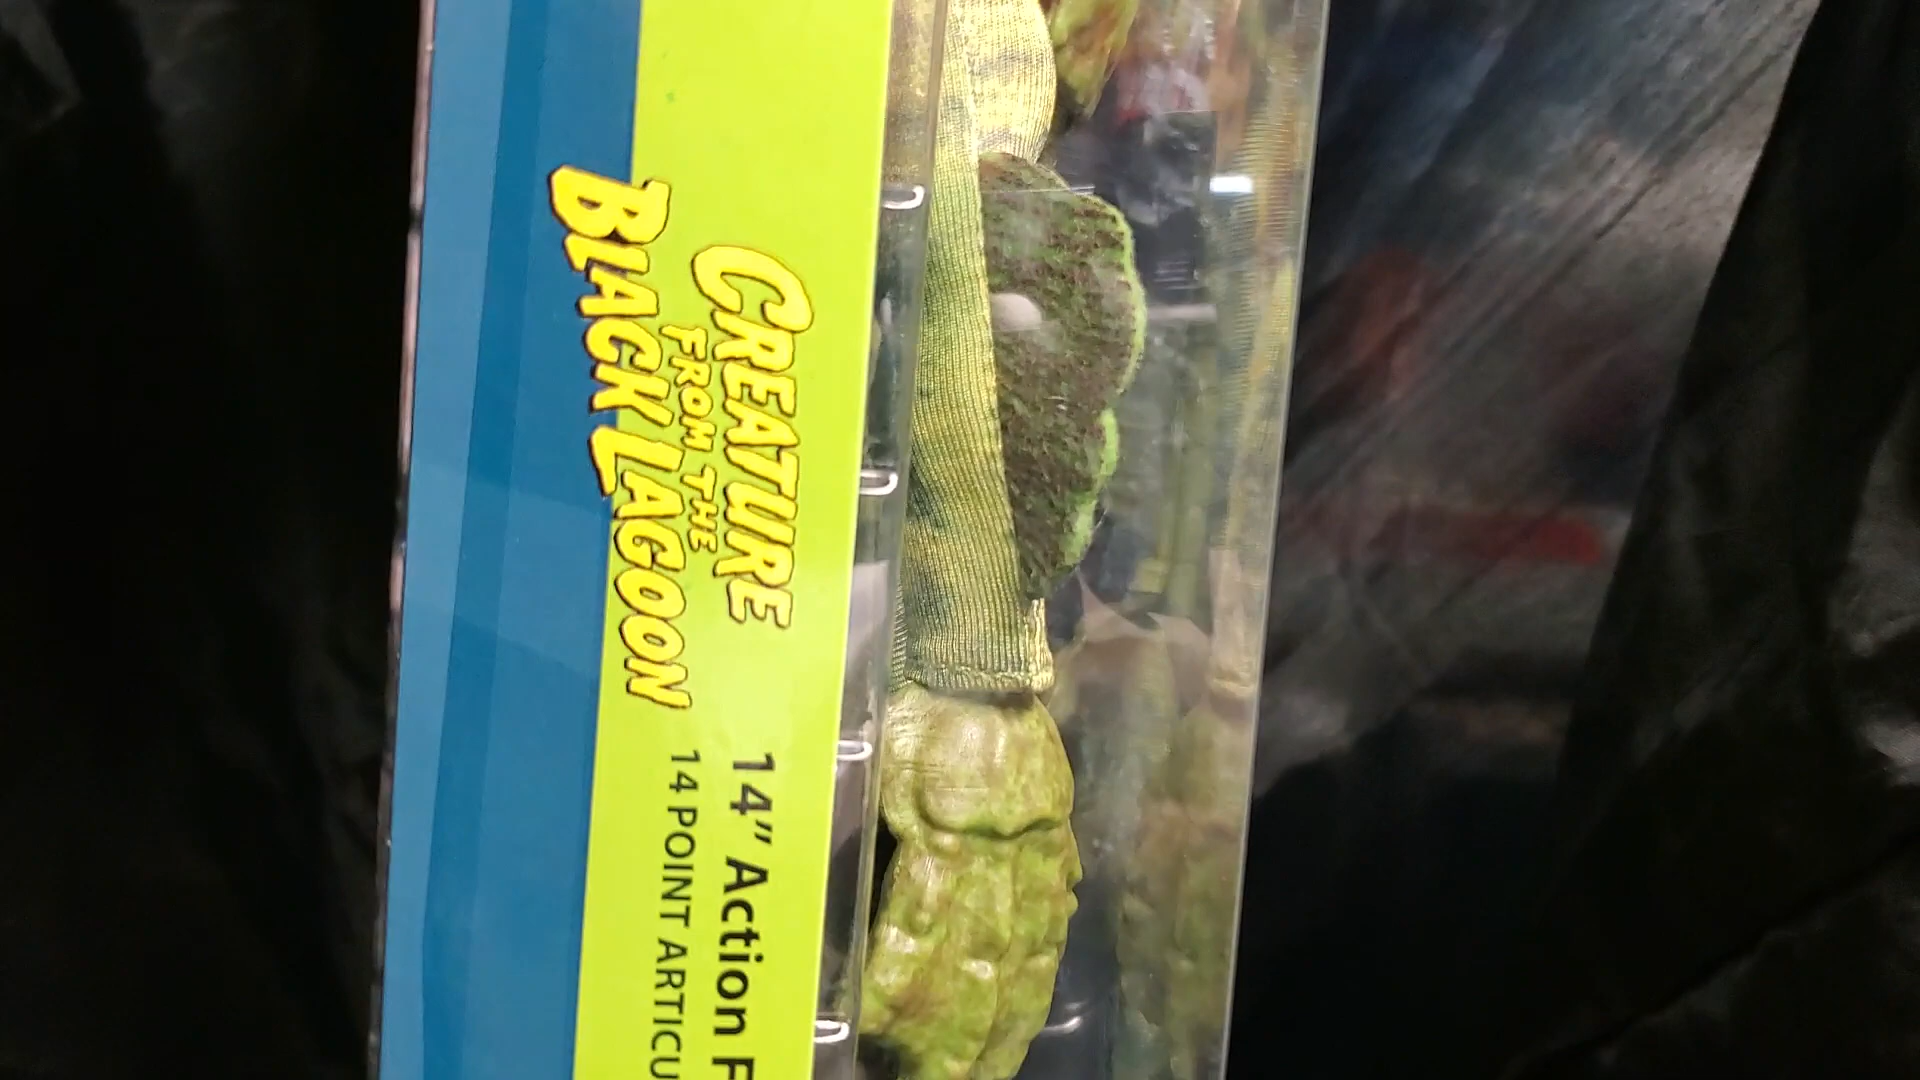 CREATURE
FROM THE
BLACK LAGOON
14" Action F
14 POINT ARTICU